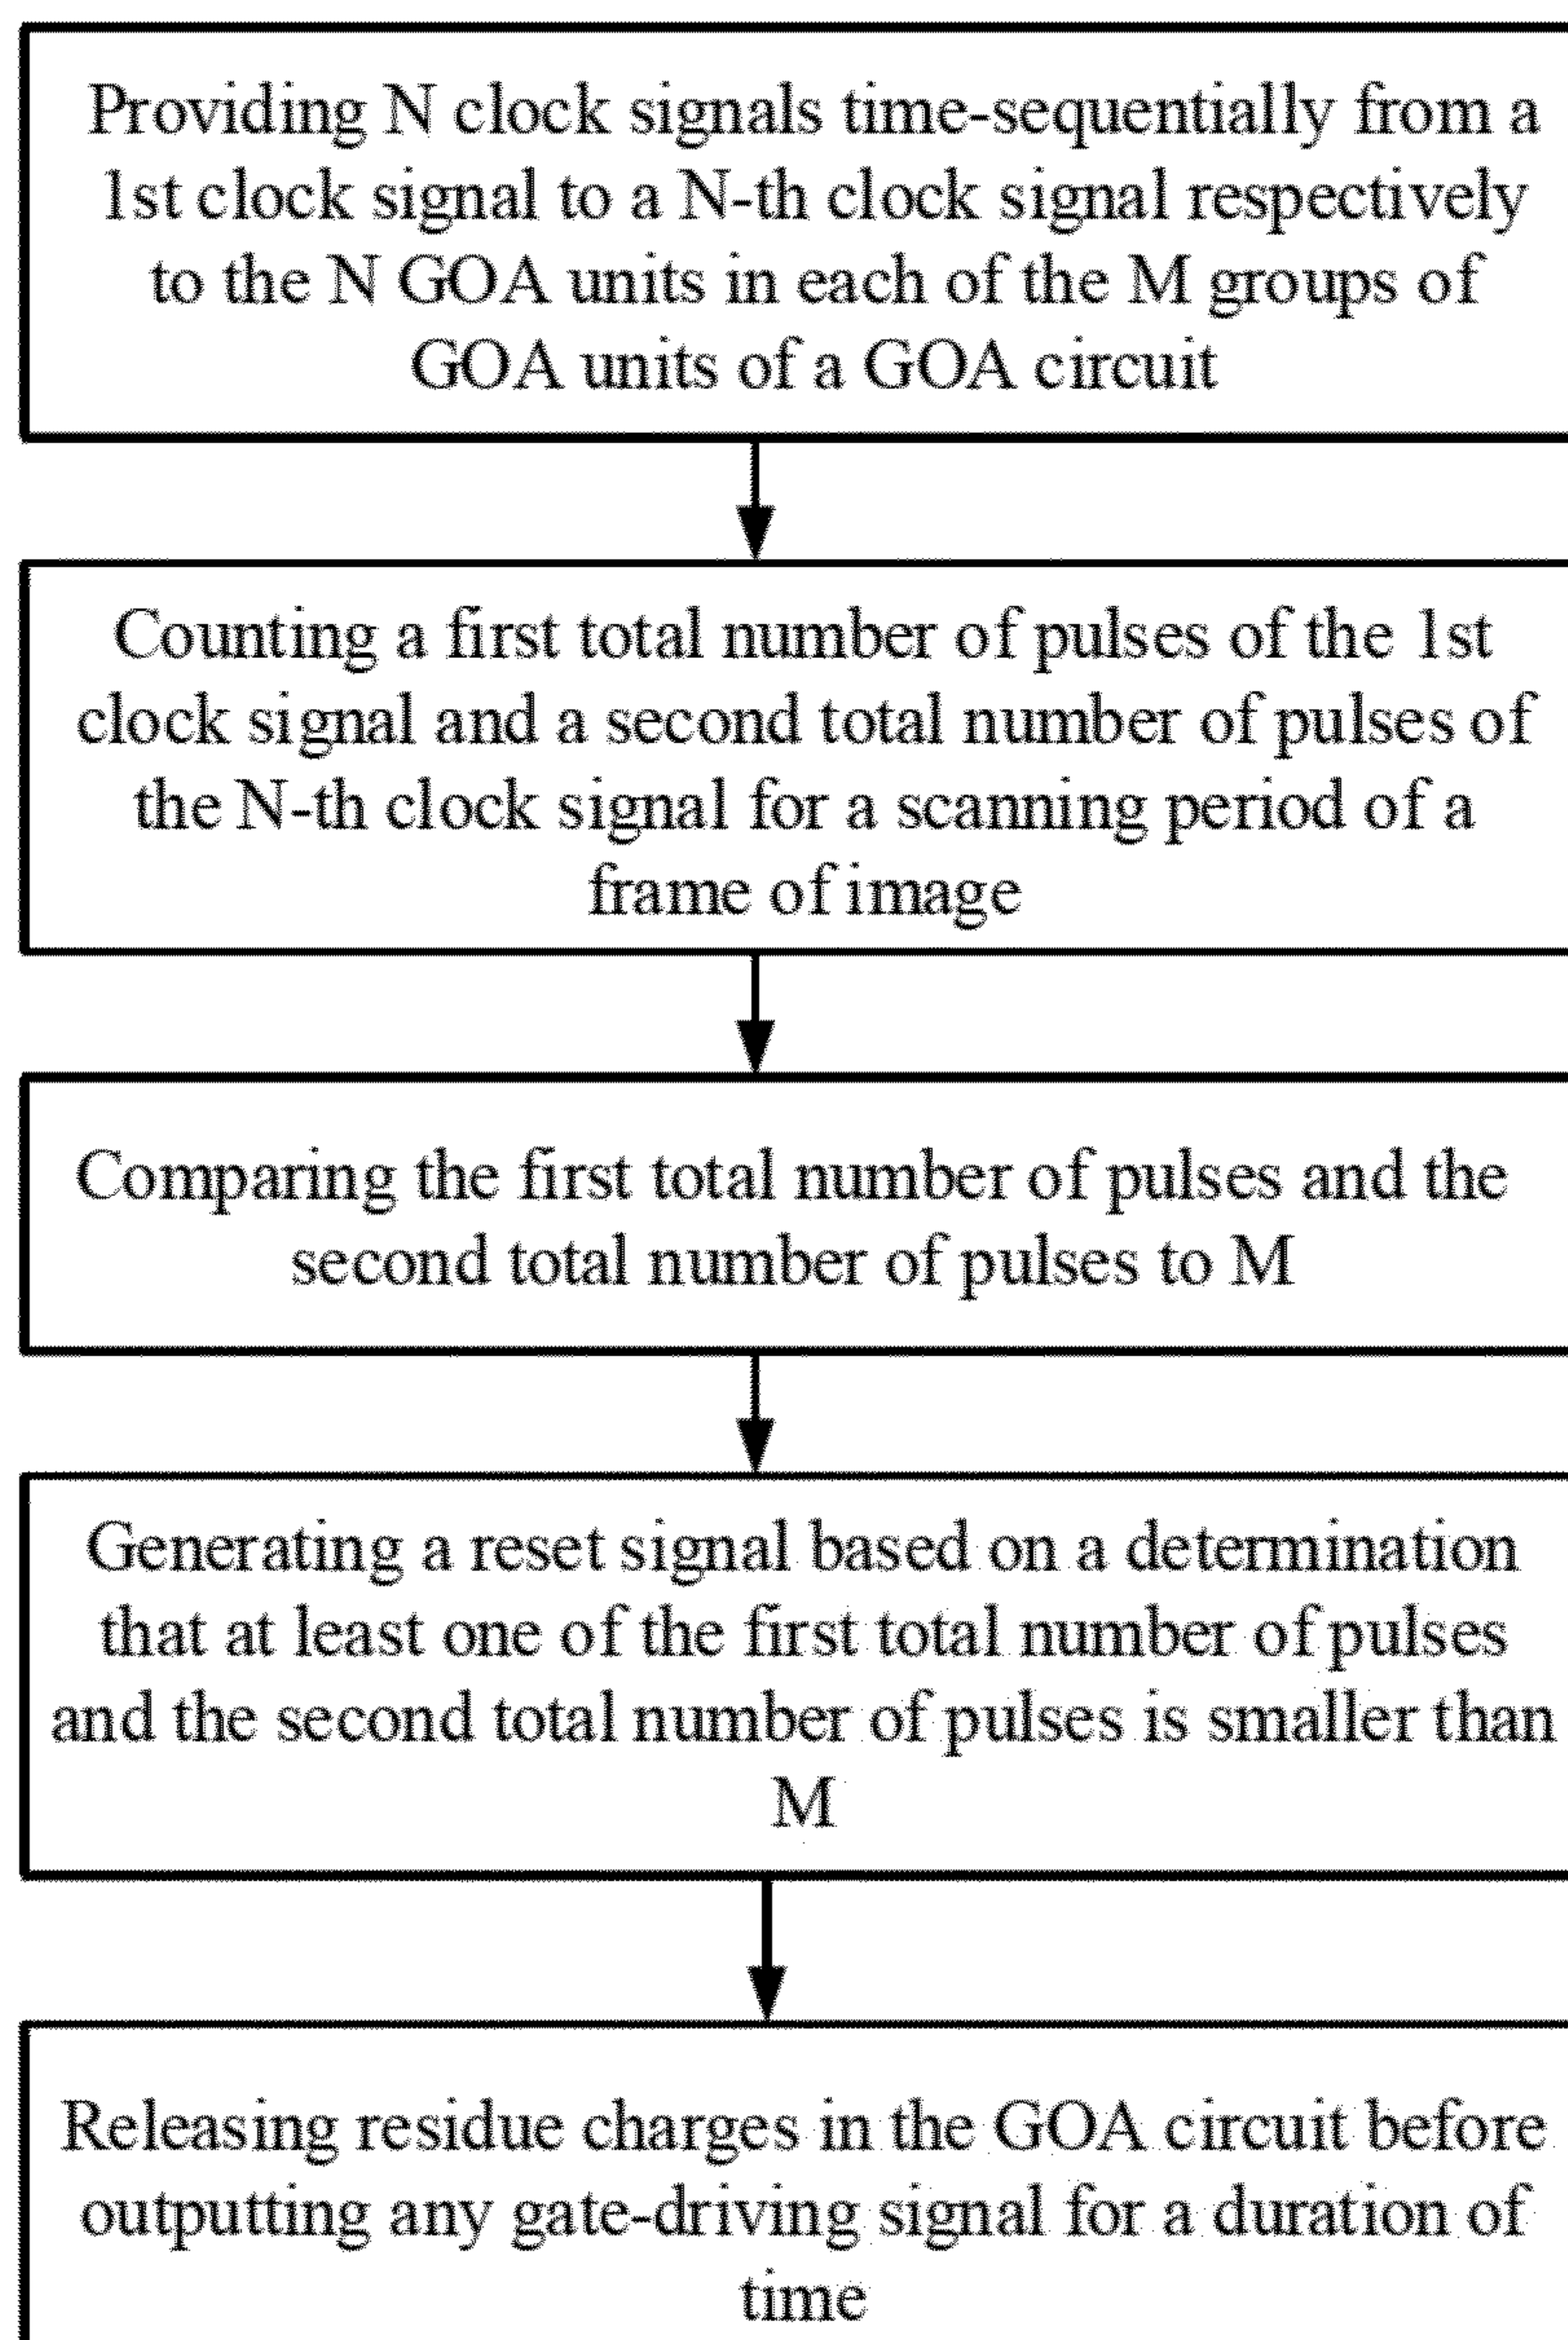 Providing N clock signals time-sequentially from a
1st clock signal to a N-th clock signal respectively
to the N GOA units in each of the M groups of
GOA units of a GOA circuit
Counting a first total number of pulses of the 1st
clock signal and a second total number of pulses of
the N-th clock signal for a scanning period of a
frame of image
Comparing the first total number of pulses and the
second total number of pulses to M
Generating a reset signal based on a determination
that at least one of the first total number of pulses
and the second total number of pulses is smaller than
M
Releasing residue charges in the GOA circuit before
outputting any gate-driving signal for a duration of
time